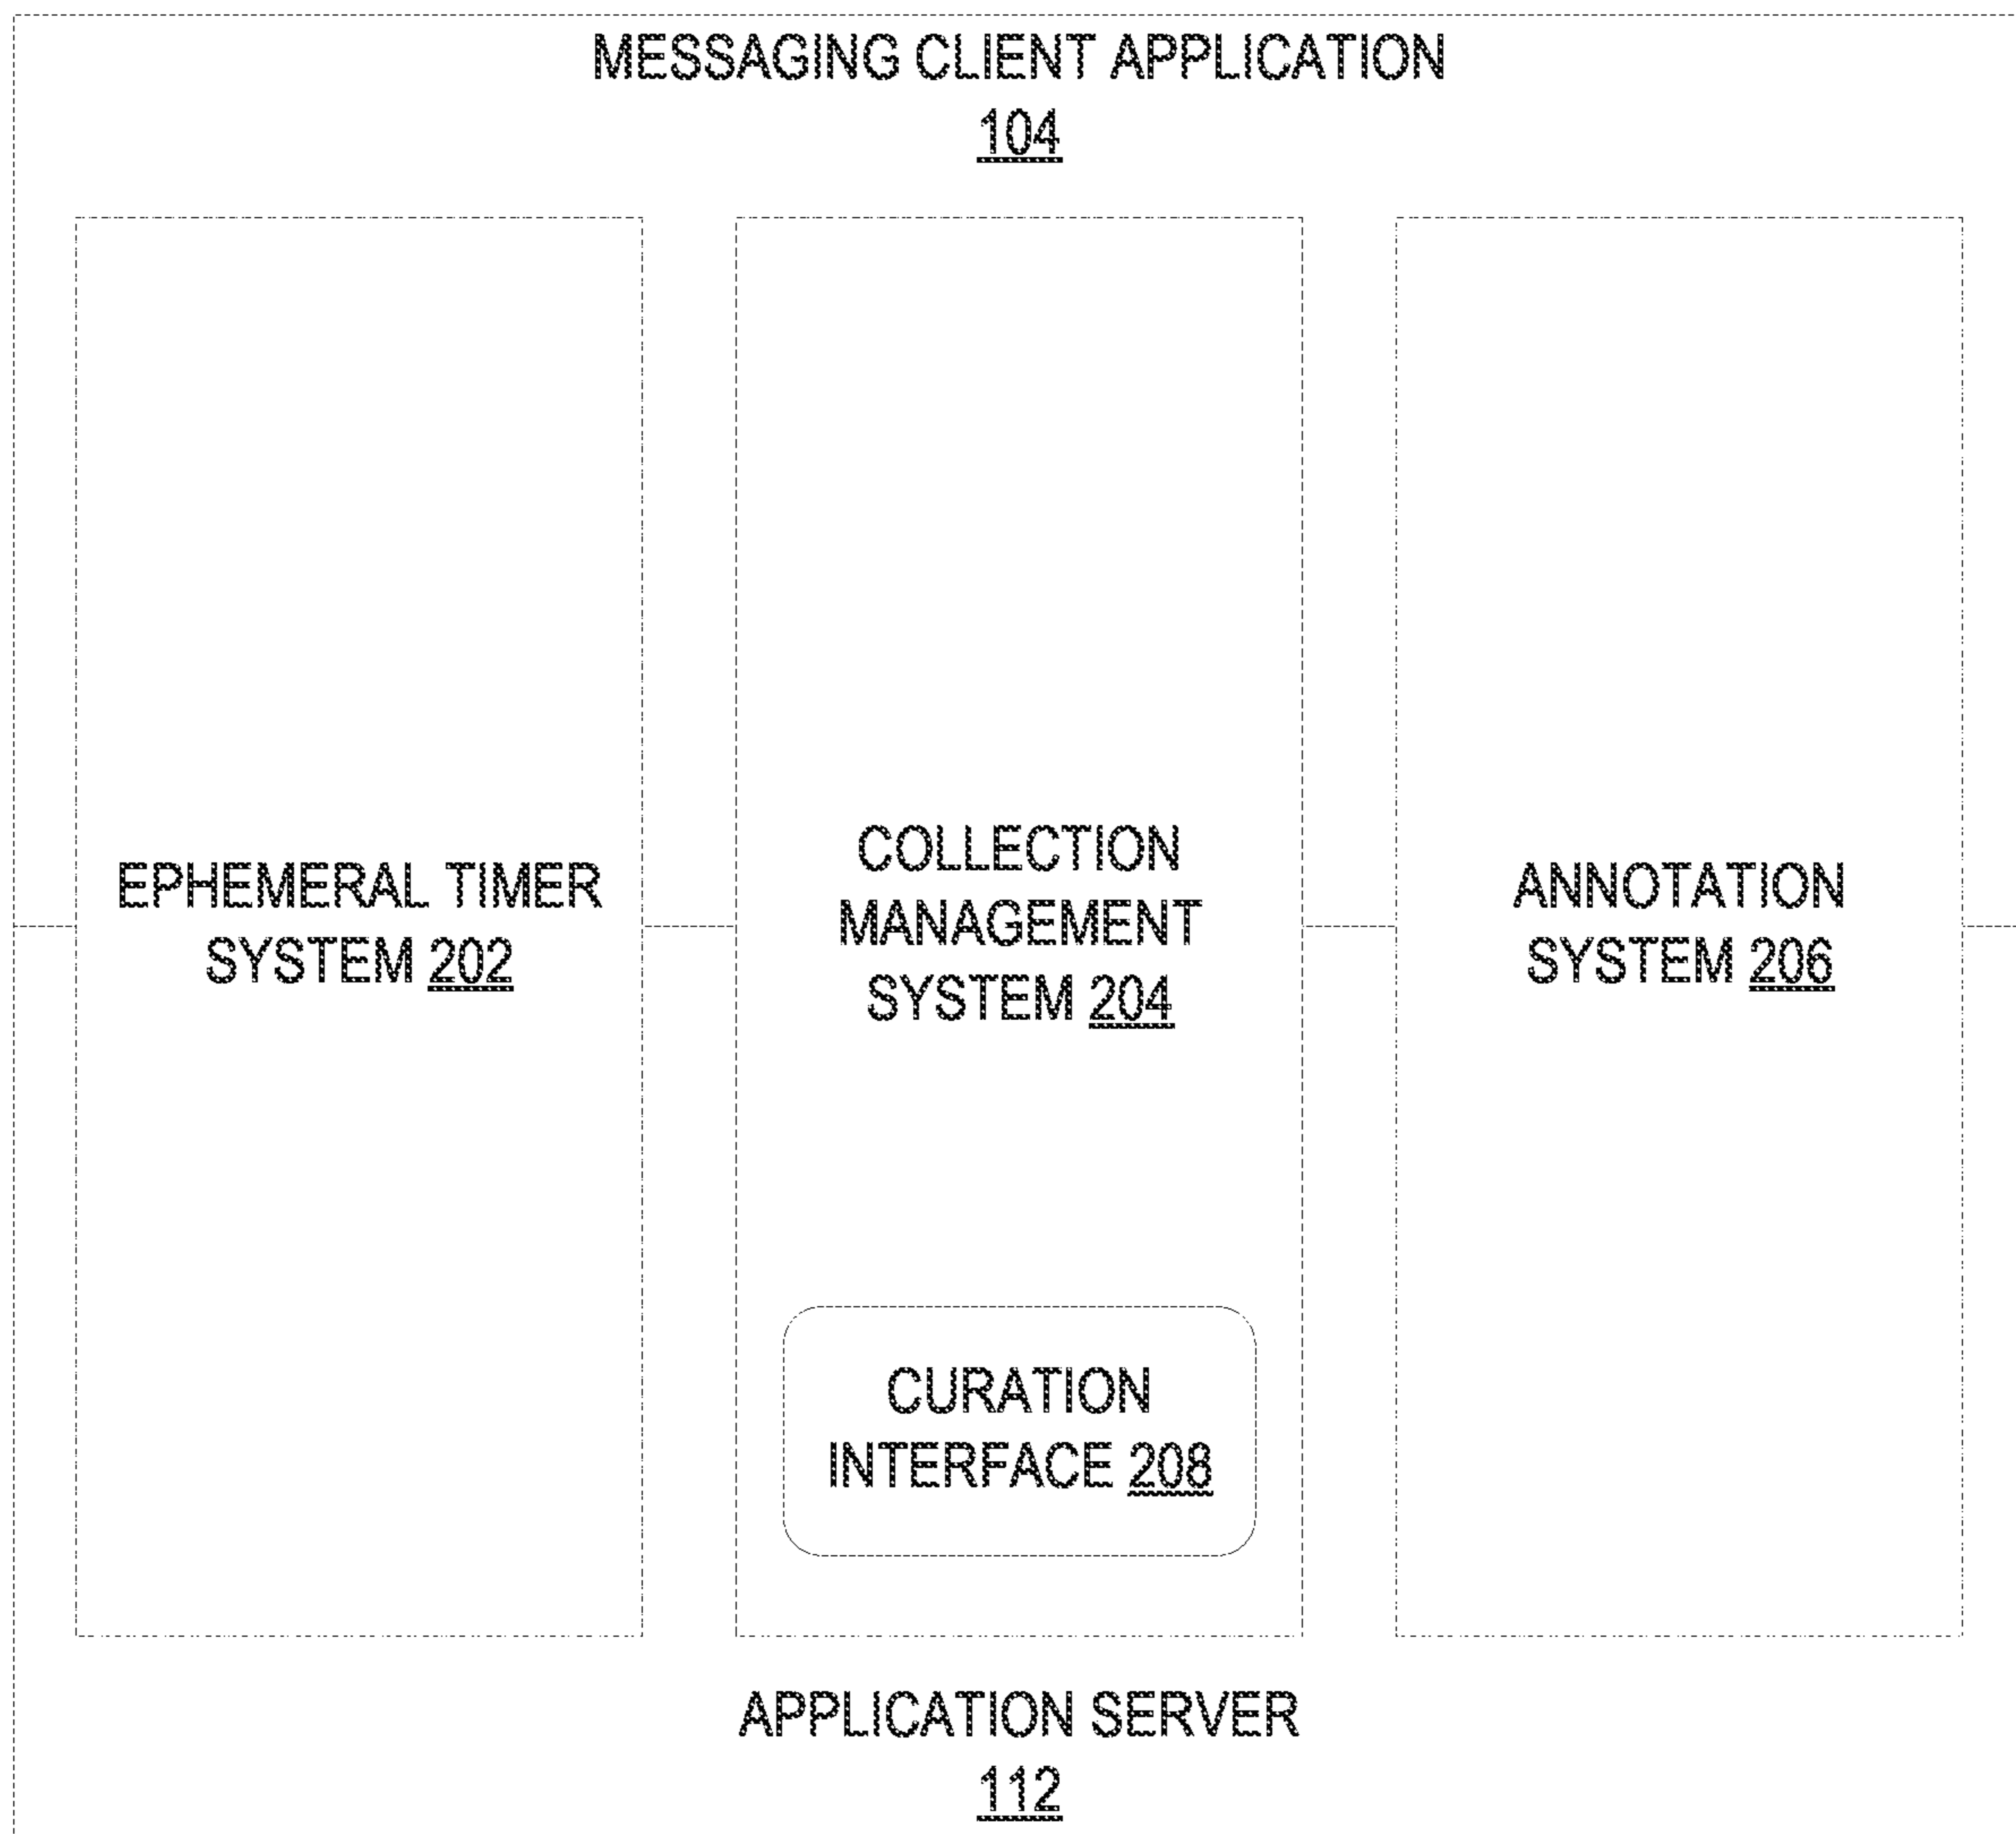 MESSAGING CLIENT APPLICATION
104
EPHEMERAL TIMER
SYSTEM 202
COLLECTION
MANAGEMENT
SYSTEM 204
CURATION
INTERFACE 208
ANNOTATION
SYSTEM 206
APPLICATION SERVER
112